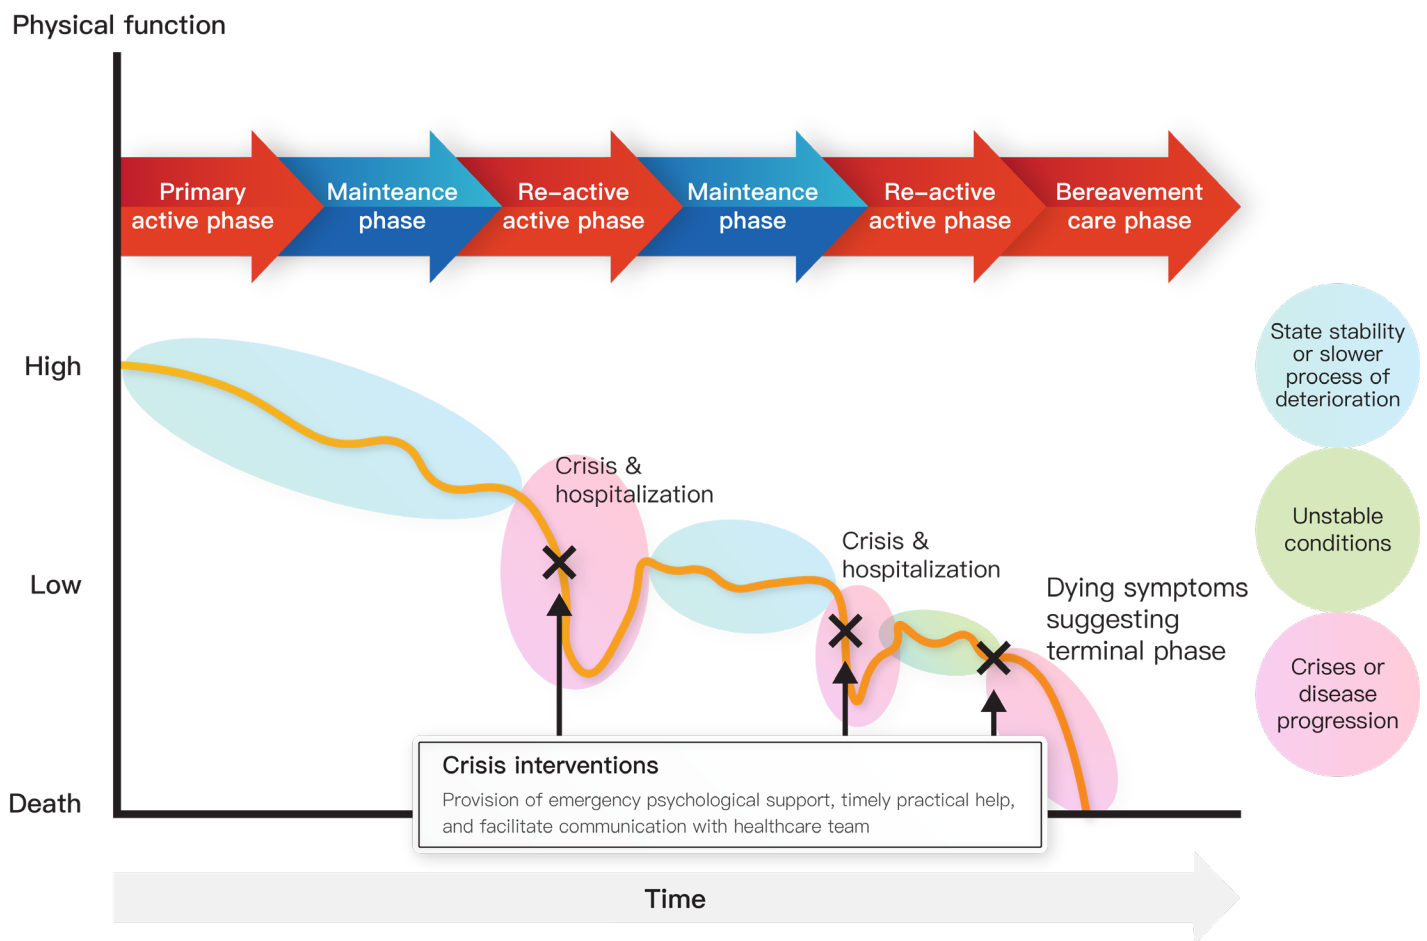 Physical function
Primary
active phase
Mainteance
phase
Re-active
active phase
Mainteance
phase
Re-active
active phase
Bereavement
care phase
High
Low
Death
Crisis &
hospitalization
Crisis &
hospitalization
Dying symptoms
suggesting
terminal phase
State stability
or slower
process of
deterioration
Unstable
conditions
Crises or
disease
progression
Crisis interventions
Provision of emergency psychological support, timely practical help,
and facilitate communication with healthcare team
Time